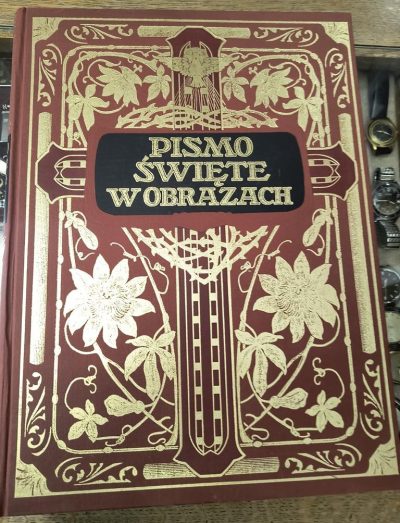 PISMO
ŚWIĘTE
W OBRAZACH